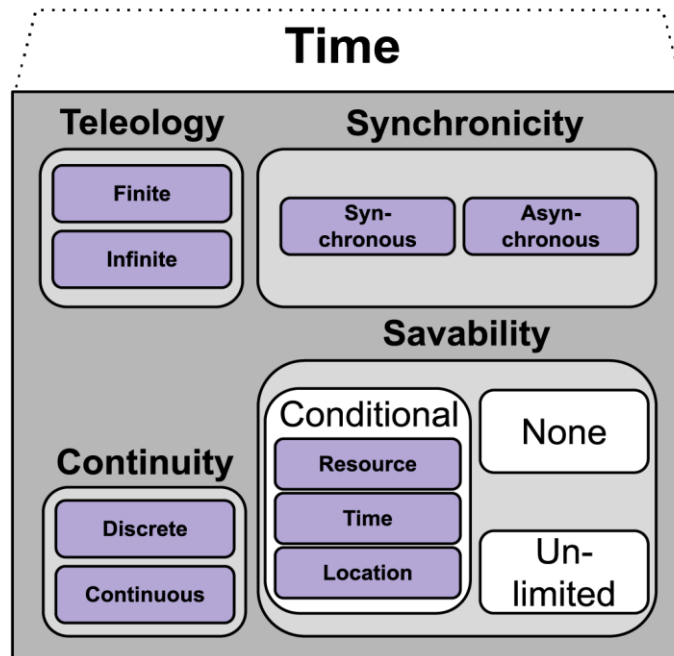 Time
Teleology
Finite
Infinite
Synchronicity
Syn-
chronous
Asyn-
chronous
Continuity
Discrete
Continuous
Savability
Conditional
Resource
Time
Location
None
Un-
limited